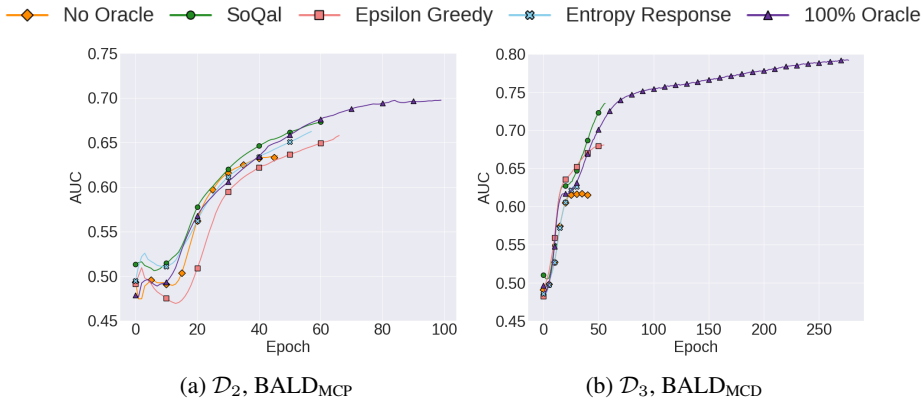 No Oracle SoQal Epsilon Greedy Entropy Response 100% Oracle
0.75
0.70
0.65
0.60
0.55
0.50
0.45
AUC
0 20 40 60 80 100
Epoch
(a) 𝒟₂, BALD_MCP
0.80
0.75
0.70
0.65
0.60
0.55
0.50
0.45
AUC
0 50 100 150 200 250
Epoch
(b) 𝒟₃, BALD_MCD